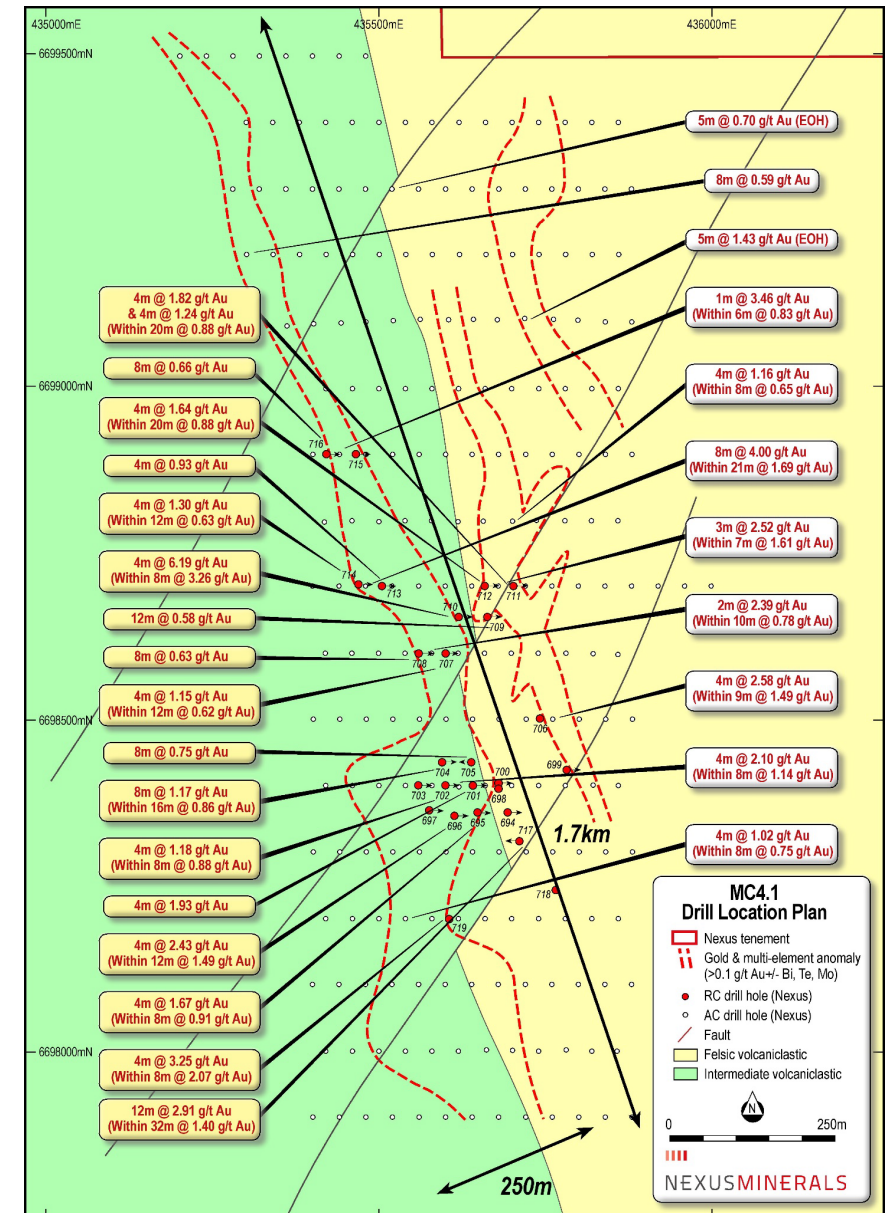 435000mE
435500mE
436000mE
6699500mN
6699000mN
6698500mN
6698000mN
5m @ 0.70 g/t Au (EOH)
8m @ 0.59 g/t Au
5m @ 1.43 g/t Au (EOH)
1m @ 3.46 g/t Au
(Within 6m @ 0.83 g/t Au)
4m @ 1.16 g/t Au
(Within 8m @ 0.65 g/t Au)
8m @ 4.00 g/t Au
(Within 21m @ 1.69 g/t Au)
3m @ 2.52 g/t Au
(Within 7m @ 1.61 g/t Au)
2m @ 2.39 g/t Au
(Within 10m @ 0.78 g/t Au)
4m @ 2.58 g/t Au
(Within 9m @ 1.49 g/t Au)
4m @ 2.10 g/t Au
(Within 8m @ 1.14 g/t Au)
4m @ 1.02 g/t Au
(Within 8m @ 0.75 g/t Au)
4m @ 1.82 g/t Au
& 4m @ 1.24 g/t Au
(Within 20m @ 0.88 g/t Au)
8m @ 0.66 g/t Au
4m @ 1.64 g/t Au
(Within 20m @ 0.88 g/t Au)
4m @ 0.93 g/t Au
4m @ 1.30 g/t Au
(Within 12m @ 0.63 g/t Au)
4m @ 6.19 g/t Au
(Within 8m @ 3.26 g/t Au)
12m @ 0.58 g/t Au
8m @ 0.63 g/t Au
4m @ 1.15 g/t Au
(Within 12m @ 0.62 g/t Au)
8m @ 0.75 g/t Au
8m @ 1.17 g/t Au
(Within 16m @ 0.86 g/t Au)
4m @ 1.18 g/t Au
(Within 8m @ 0.88 g/t Au)
4m @ 1.93 g/t Au
4m @ 2.43 g/t Au
(Within 12m @ 1.49 g/t Au)
4m @ 1.67 g/t Au
(Within 8m @ 0.91 g/t Au)
4m @ 3.25 g/t Au
(Within 8m @ 2.07 g/t Au)
12m @ 2.91 g/t Au
(Within 32m @ 1.40 g/t Au)
716
715
714
713
712
711
710
709
708
707
706
704
705
699
700
703
702
701
698
697
696
695
694
717
718
719
1.7km
250m
MC4.1
Drill Location Plan
Nexus tenement
Gold & multi-element anomaly
(>0.1 g/t Au+/- Bi, Te, Mo)
RC drill hole (Nexus)
AC drill hole (Nexus)
Fault
Felsic volcaniclastic
Intermediate volcaniclastic
N
0
250m
NEXUSMINERALS